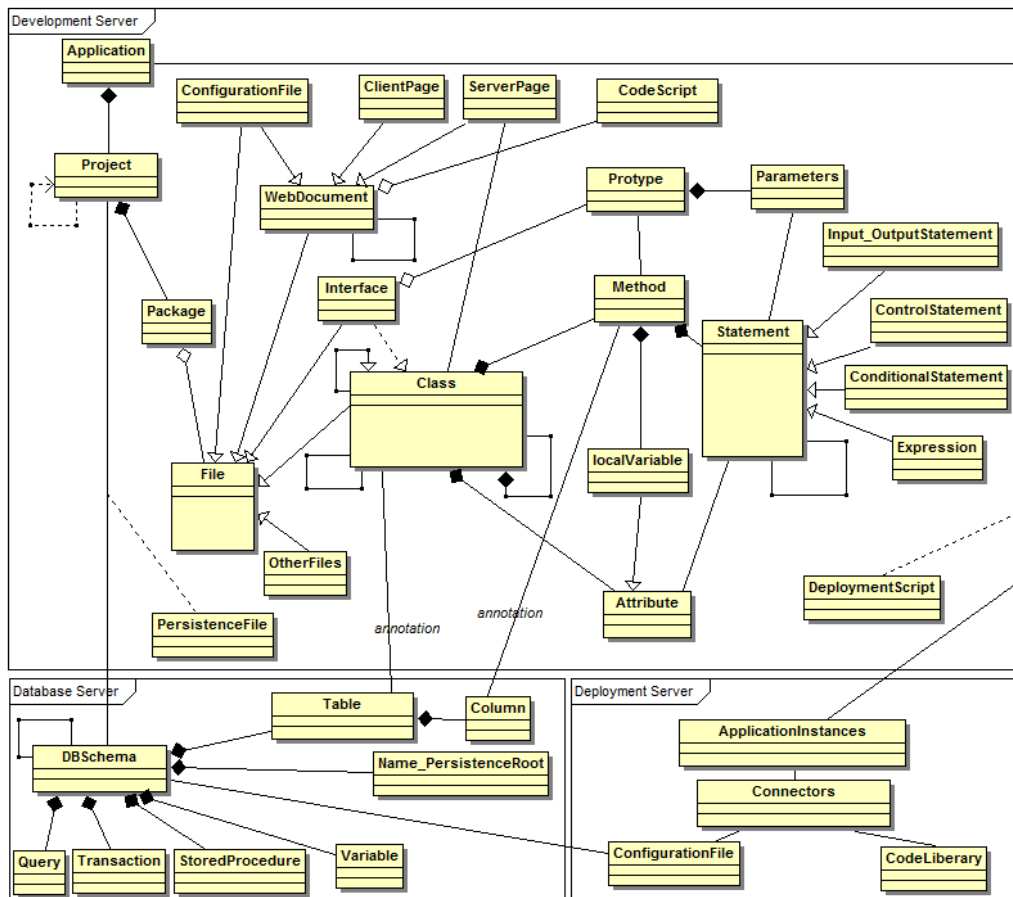 Development Server
Application
ConfigurationFile
ClientPage
ServerPage
CodeScript
Project
WebDocument
Protype
Parameters
Input_OutputStatement
Package
Interface
Method
Statement
ControlStatement
Class
ConditionalStatement
localVariable
Expression
File
OtherFiles
DeploymentScript
Attribute
PersistenceFile
annotation
annotation
Database Server
Deployment Server
Table
Column
ApplicationInstances
DBSchema
Name_PersistenceRoot
Connectors
Query
Transaction
StoredProcedure
Variable
ConfigurationFile
CodeLiberary